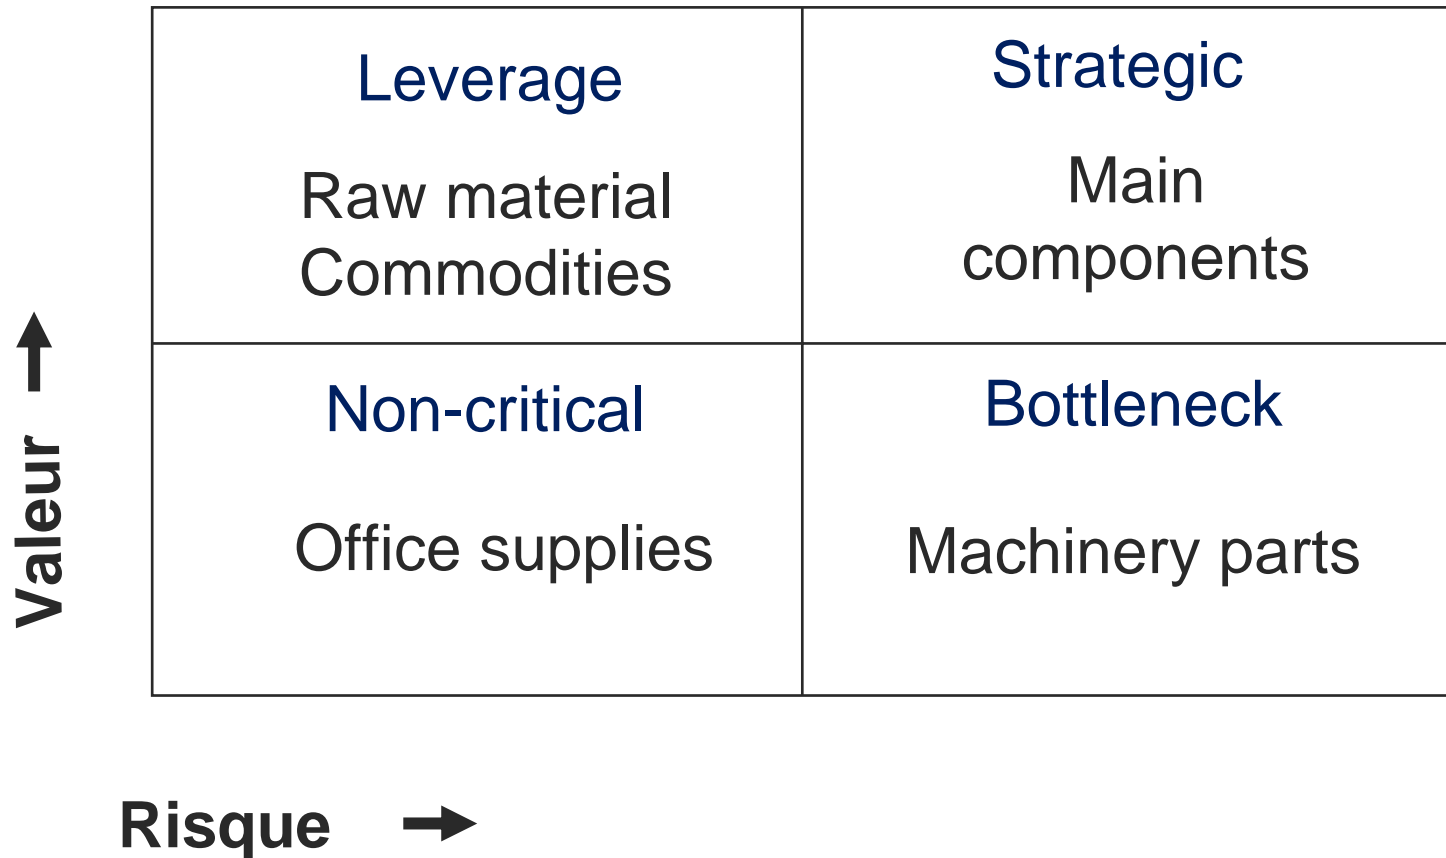 Leverage
Raw material
Commodities
Strategic
Main
components
Non-critical
Office supplies
Bottleneck
Machinery parts
Valeur
Risque